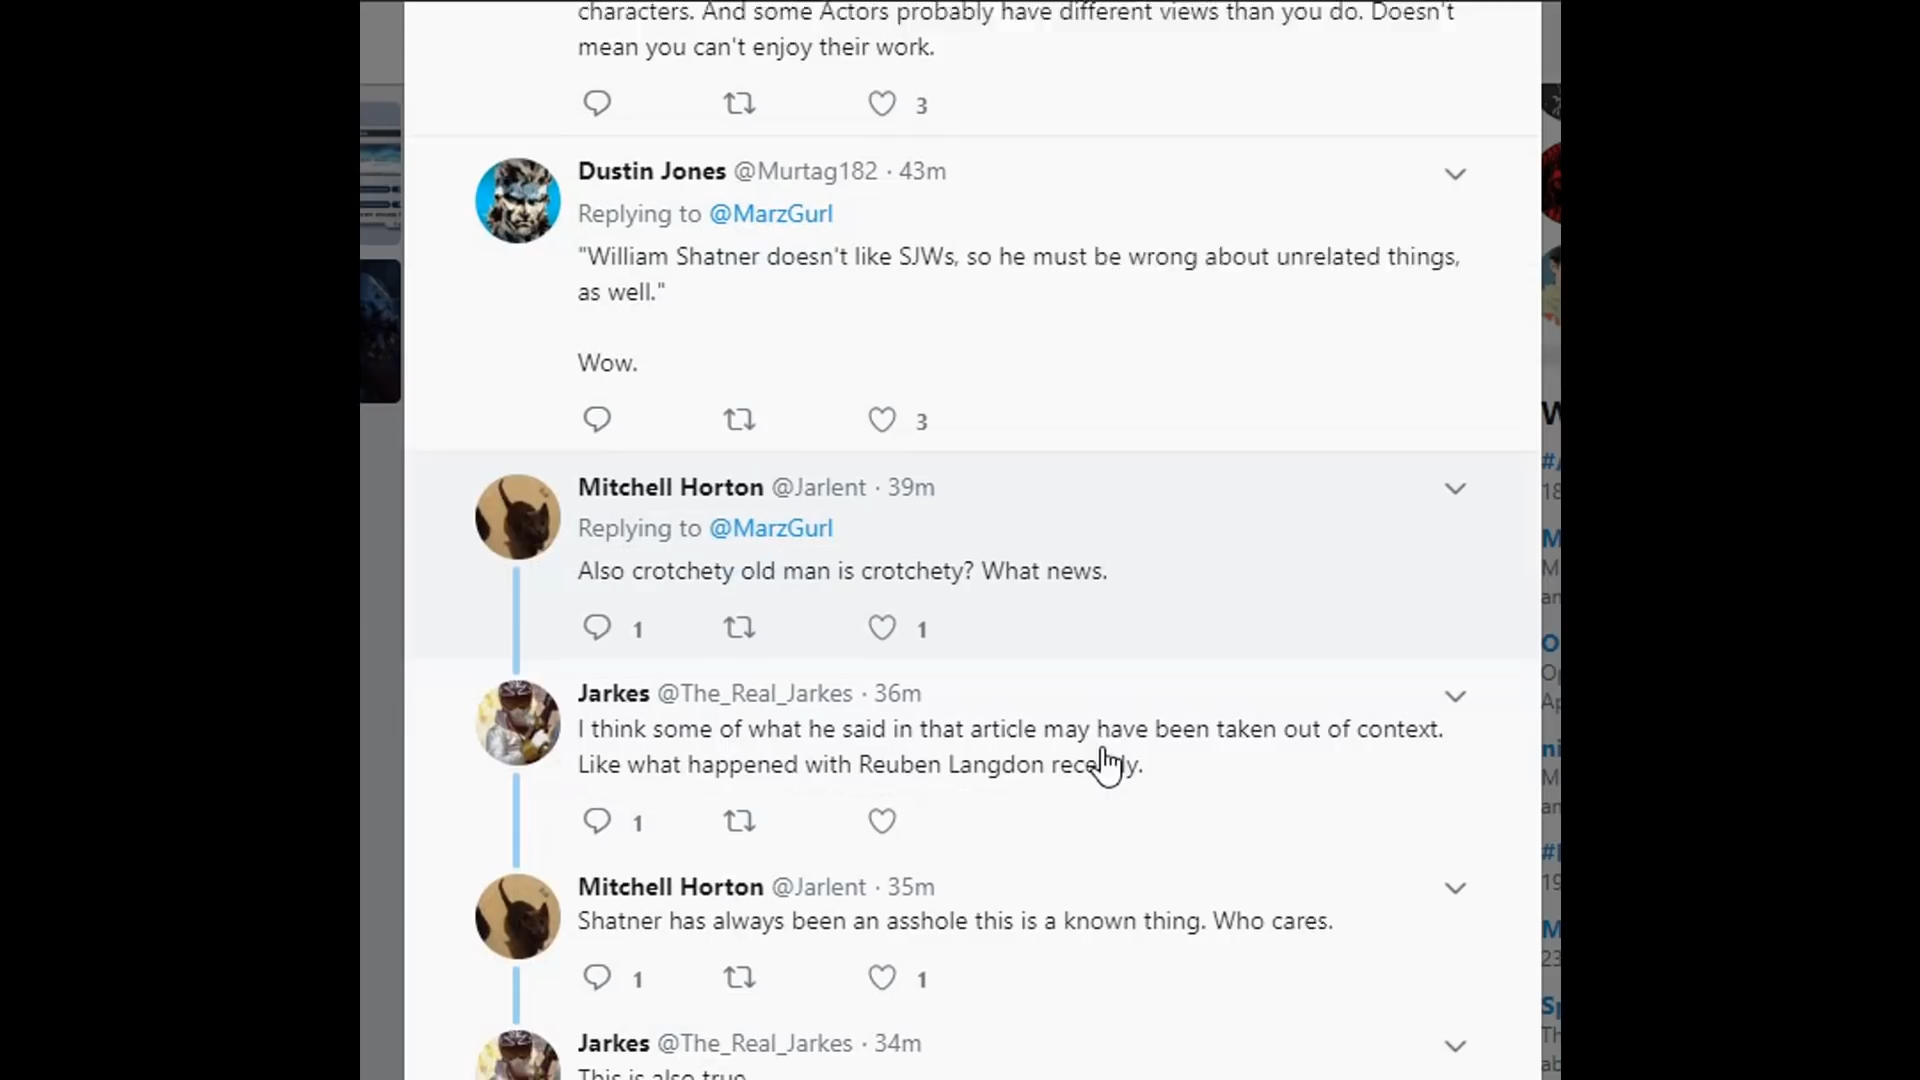 characters. And some Actors probably have different views than you do. Doesn't
mean you can't enjoy their work.
3
Dustin Jones @Murtag182 · 43m
Replying to @MarzGurl
"William Shatner doesn't like SJWs, so he must be wrong about unrelated things,
as well."
Wow.
3
Mitchell Horton @Jarlent · 39m
Replying to @MarzGurl
Also crotchety old man is crotchety? What news.
1 1
Jarkes @The_Real_Jarkes · 36m
I think some of what he said in that article may have been taken out of context.
Like what happened with Reuben Langdon recently.
1
Mitchell Horton @Jarlent · 35m
Shatner has always been an asshole this is a known thing. Who cares.
1 1
Jarkes @The_Real_Jarkes · 34m
This is also true